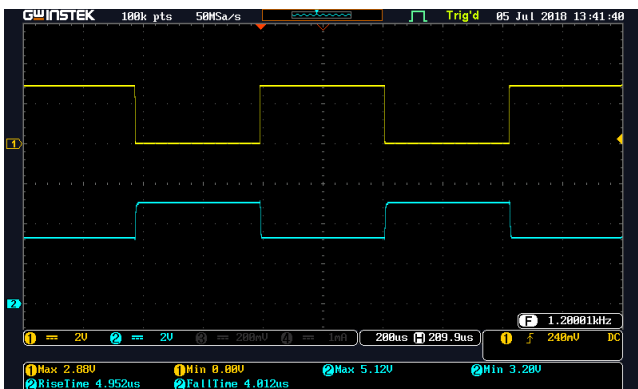 GWINSTEK 100k pts 50MSa/s Trig'd 05 Jul 2018 13:41:40
1
2
F 1.20001kHz
1 2V 2 2V 3 200mV 4 1mA 200us H 209.9us 1 240mV DC
1 Max 2.88V 1 Min 0.00V 2 Max 5.12V 2 Min 3.20V
2 RiseTime 4.952us 2 FallTime 4.012us